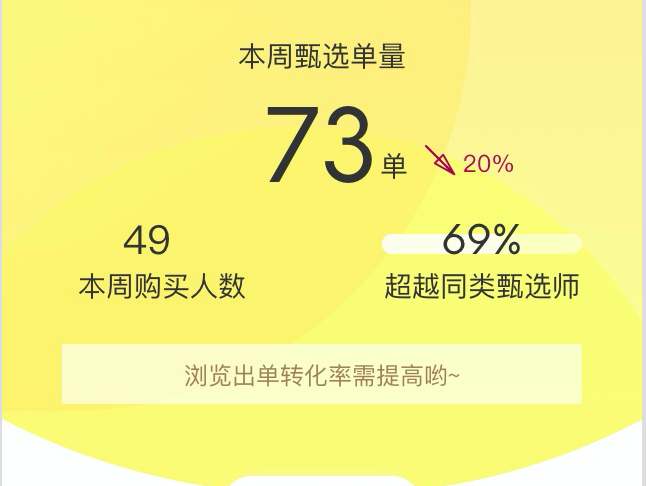 本周甄选单量
73单 20%
49 69%
本周购买人数 超越同类甄选师
浏览出单转化率需提高哟~